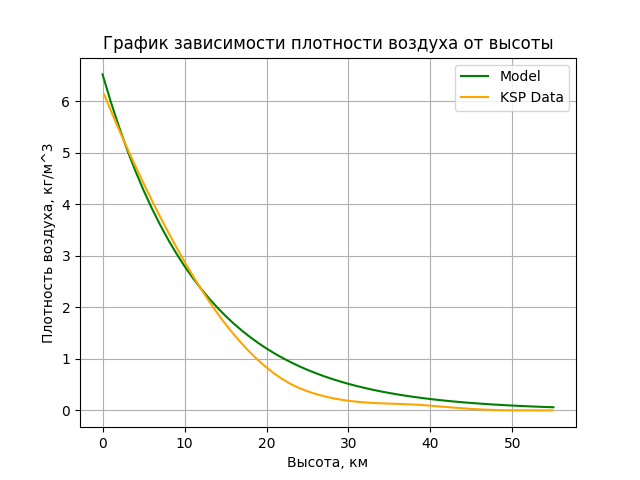 График зависимости плотности воздуха от высоты
Model
KSP Data
Плотность воздуха, кг/м^3
6
5
4
3
2
1
0
0 10 20 30 40 50
Высота, км